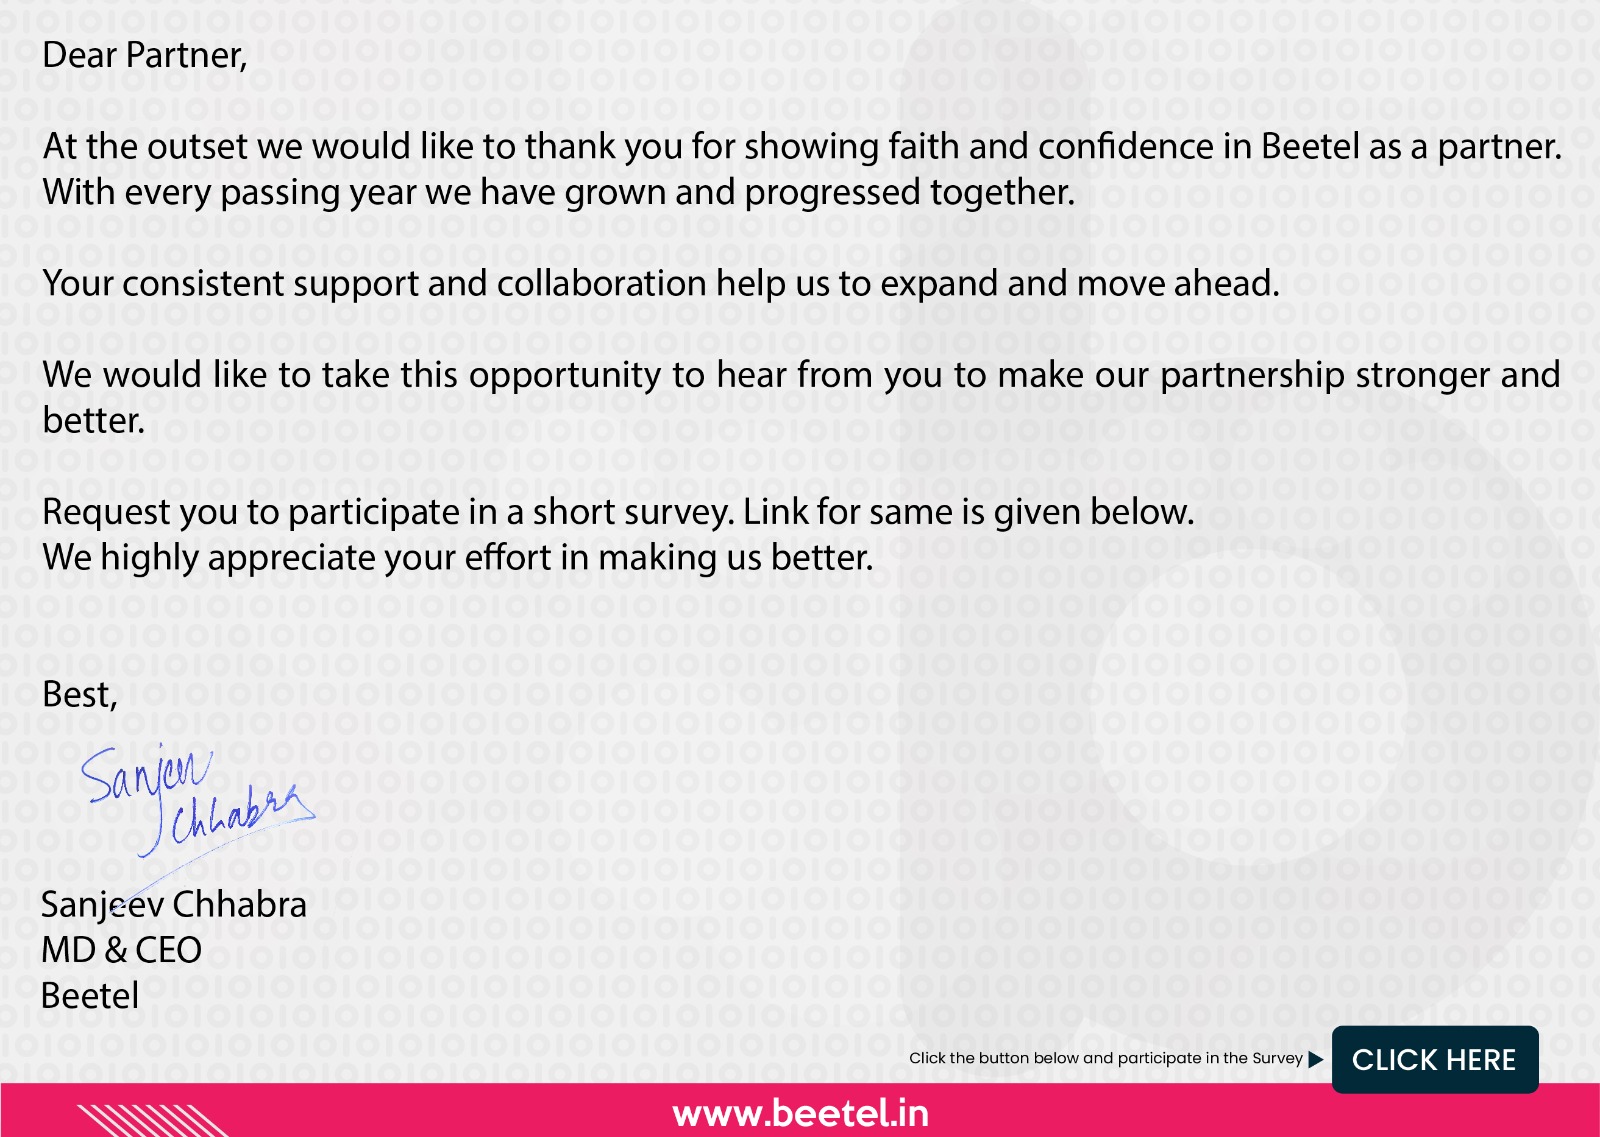 Dear Partner,
At the outset we would like to thank you for showing faith and confidence in Beetel as a partner.
With every passing year we have grown and progressed together.
Your consistent support and collaboration help us to expand and move ahead.
We would like to take this opportunity to hear from you to make our partnership stronger and
better.
Request you to participate in a short survey. Link for same is given below.
We highly appreciate your effort in making us better.
Best,
Sanjeev
Chhabra
Sanjeev Chhabra
MD & CEO
Beetel
Click the button below and participate in the Survey
CLICK HERE
www.beetel.in